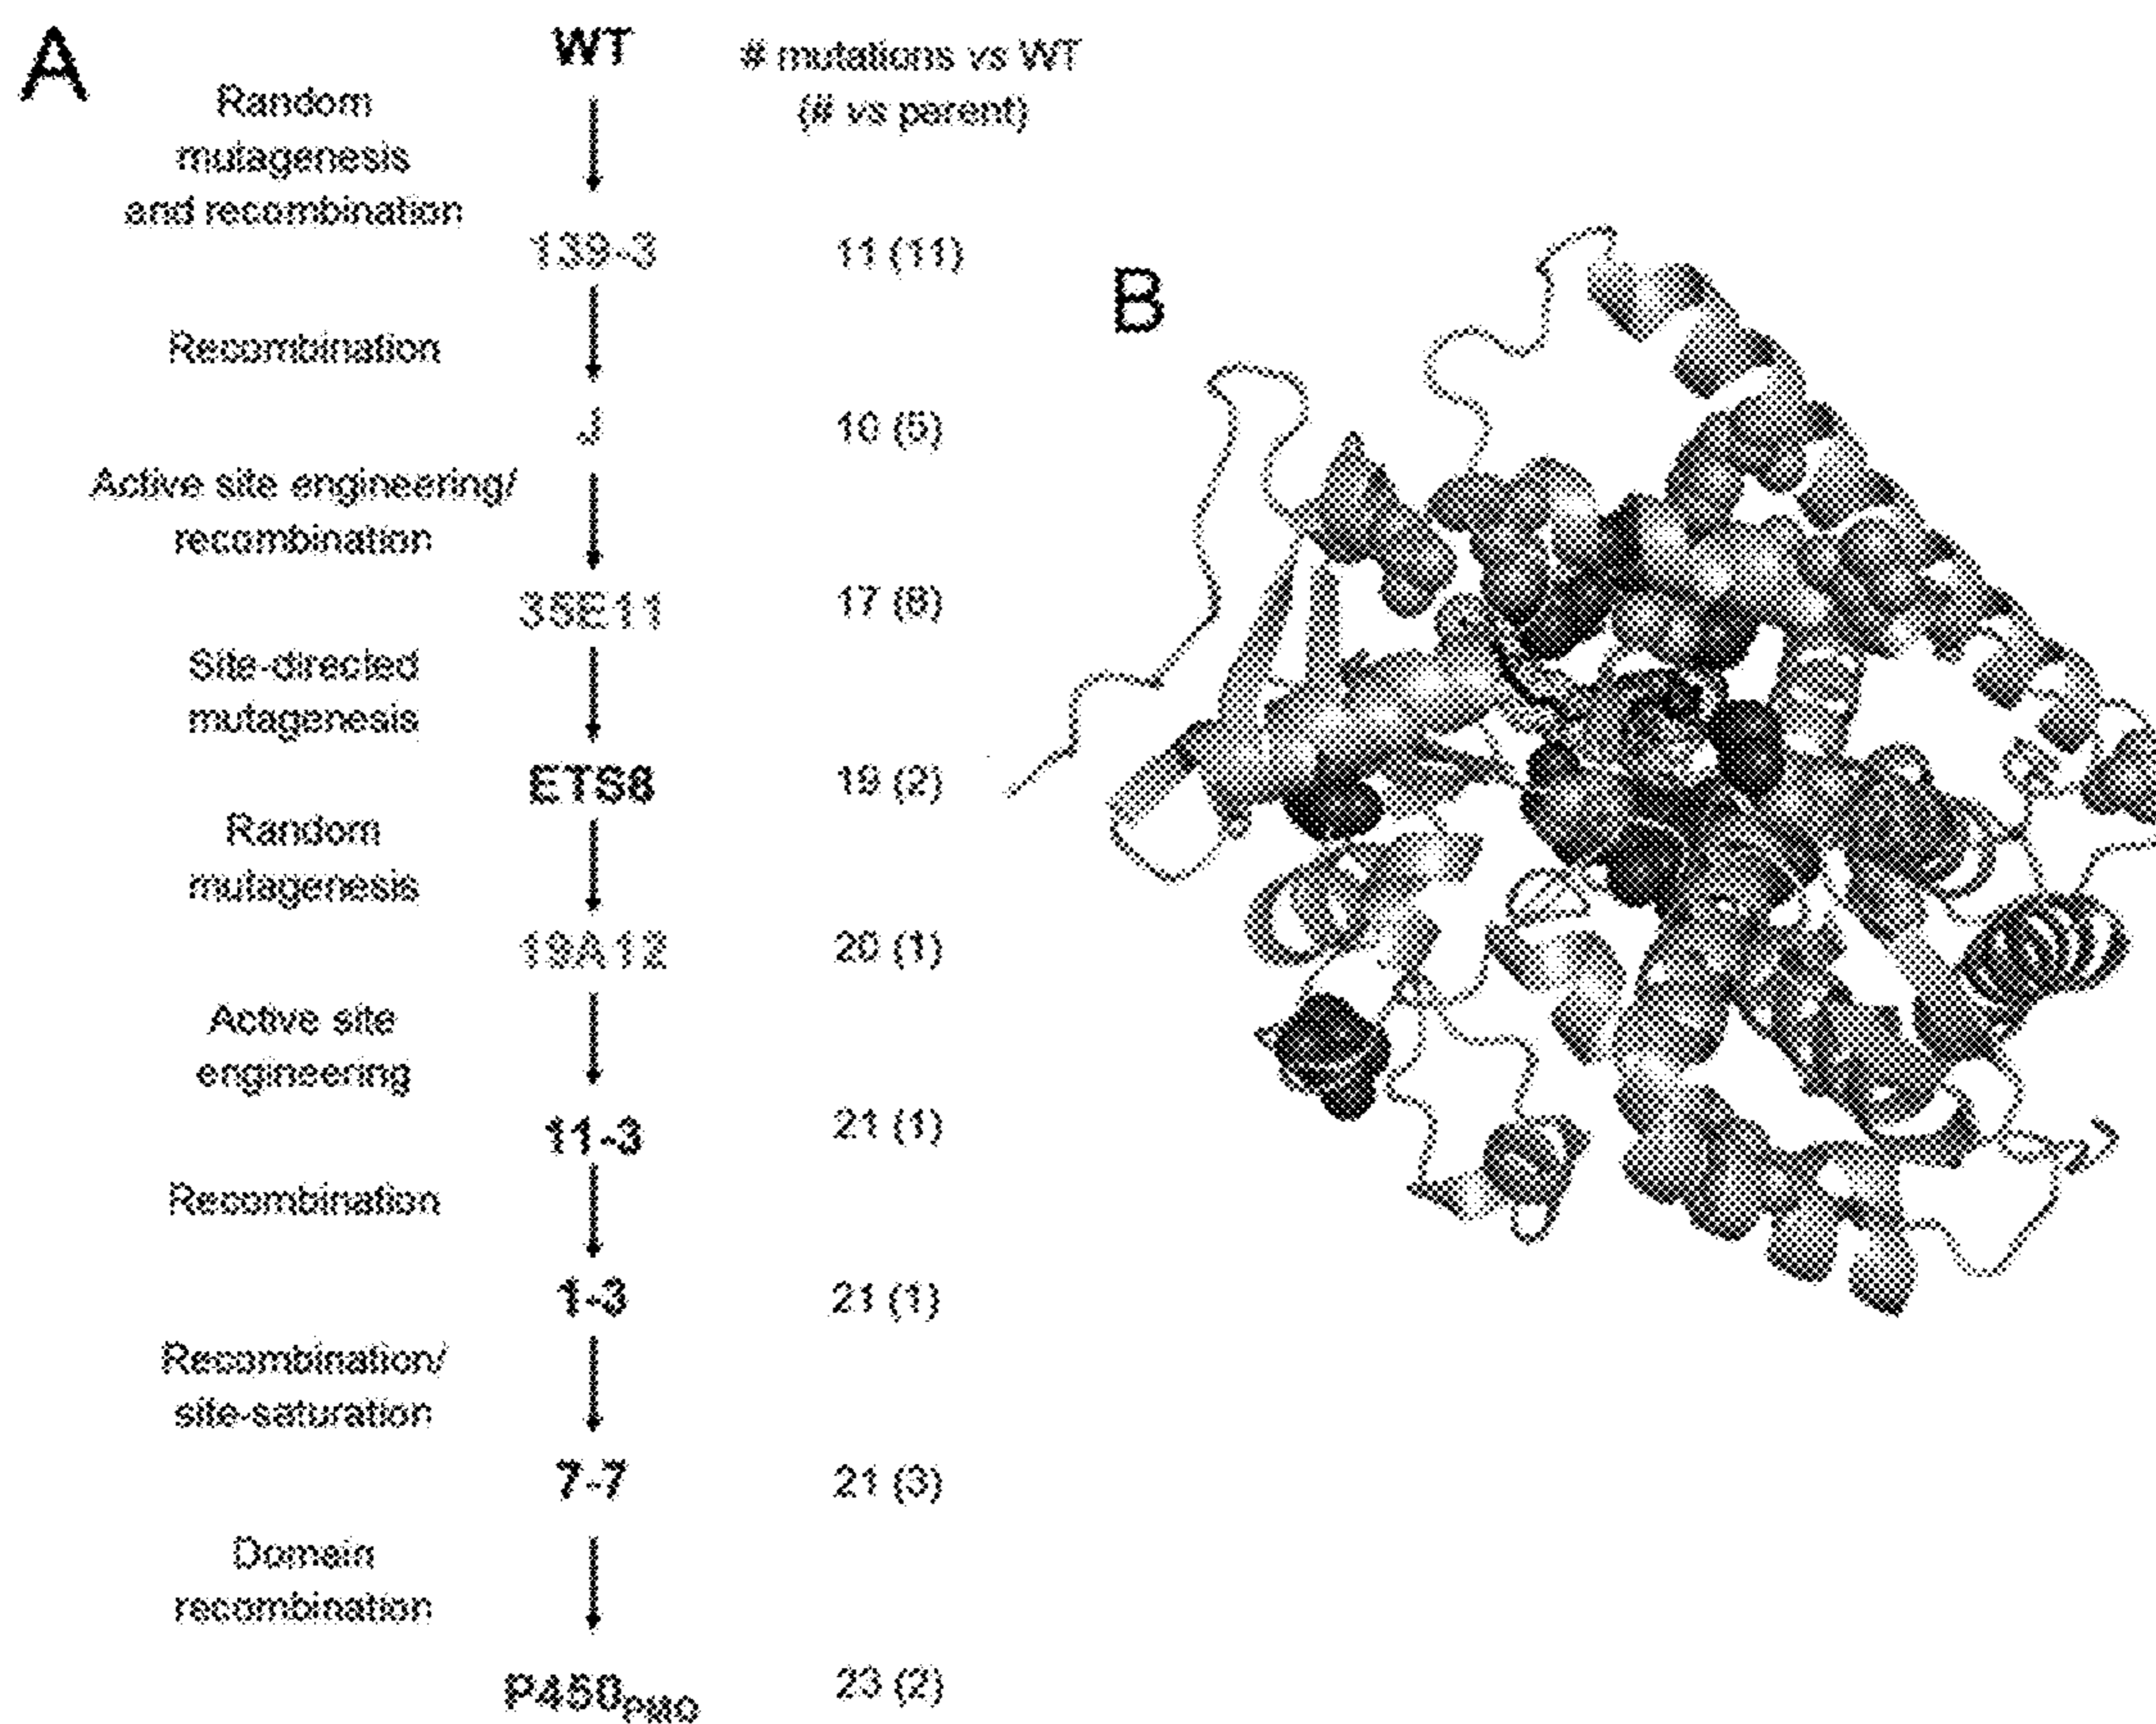 A
WT
# mutations vs WT
(# vs parent)
Random
mutagenesis
and recombination
139-3
11 (11)
Recombination
J
10 (5)
Active site engineering/
recombination
35E11
17 (8)
Site-directed
mutagenesis
ETS8
19 (2)
Random
mutagenesis
19A12
20 (1)
Active site
engineering
11-3
21 (1)
Recombination
1-3
21 (1)
Recombination/
site-saturation
7-7
21 (3)
Domain
recombination
P450PMO
23 (2)
B